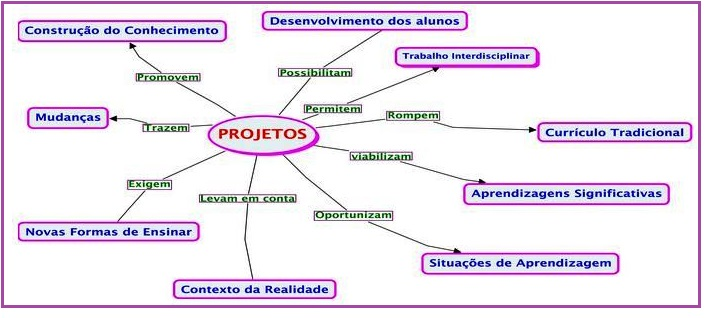 Desenvolvimento dos alunos
Construção do Conhecimento
Trabalho Interdisciplinar
Possibilitam
Promovem
Permitem
Rompem
Mudanças
Trazem
PROJETOS
Currículo Tradicional
viabilizam
Exigem
Aprendizagens Significativas
Levam em conta
Oportunizam
Novas Formas de Ensinar
Situações de Aprendizagem
Contexto da Realidade